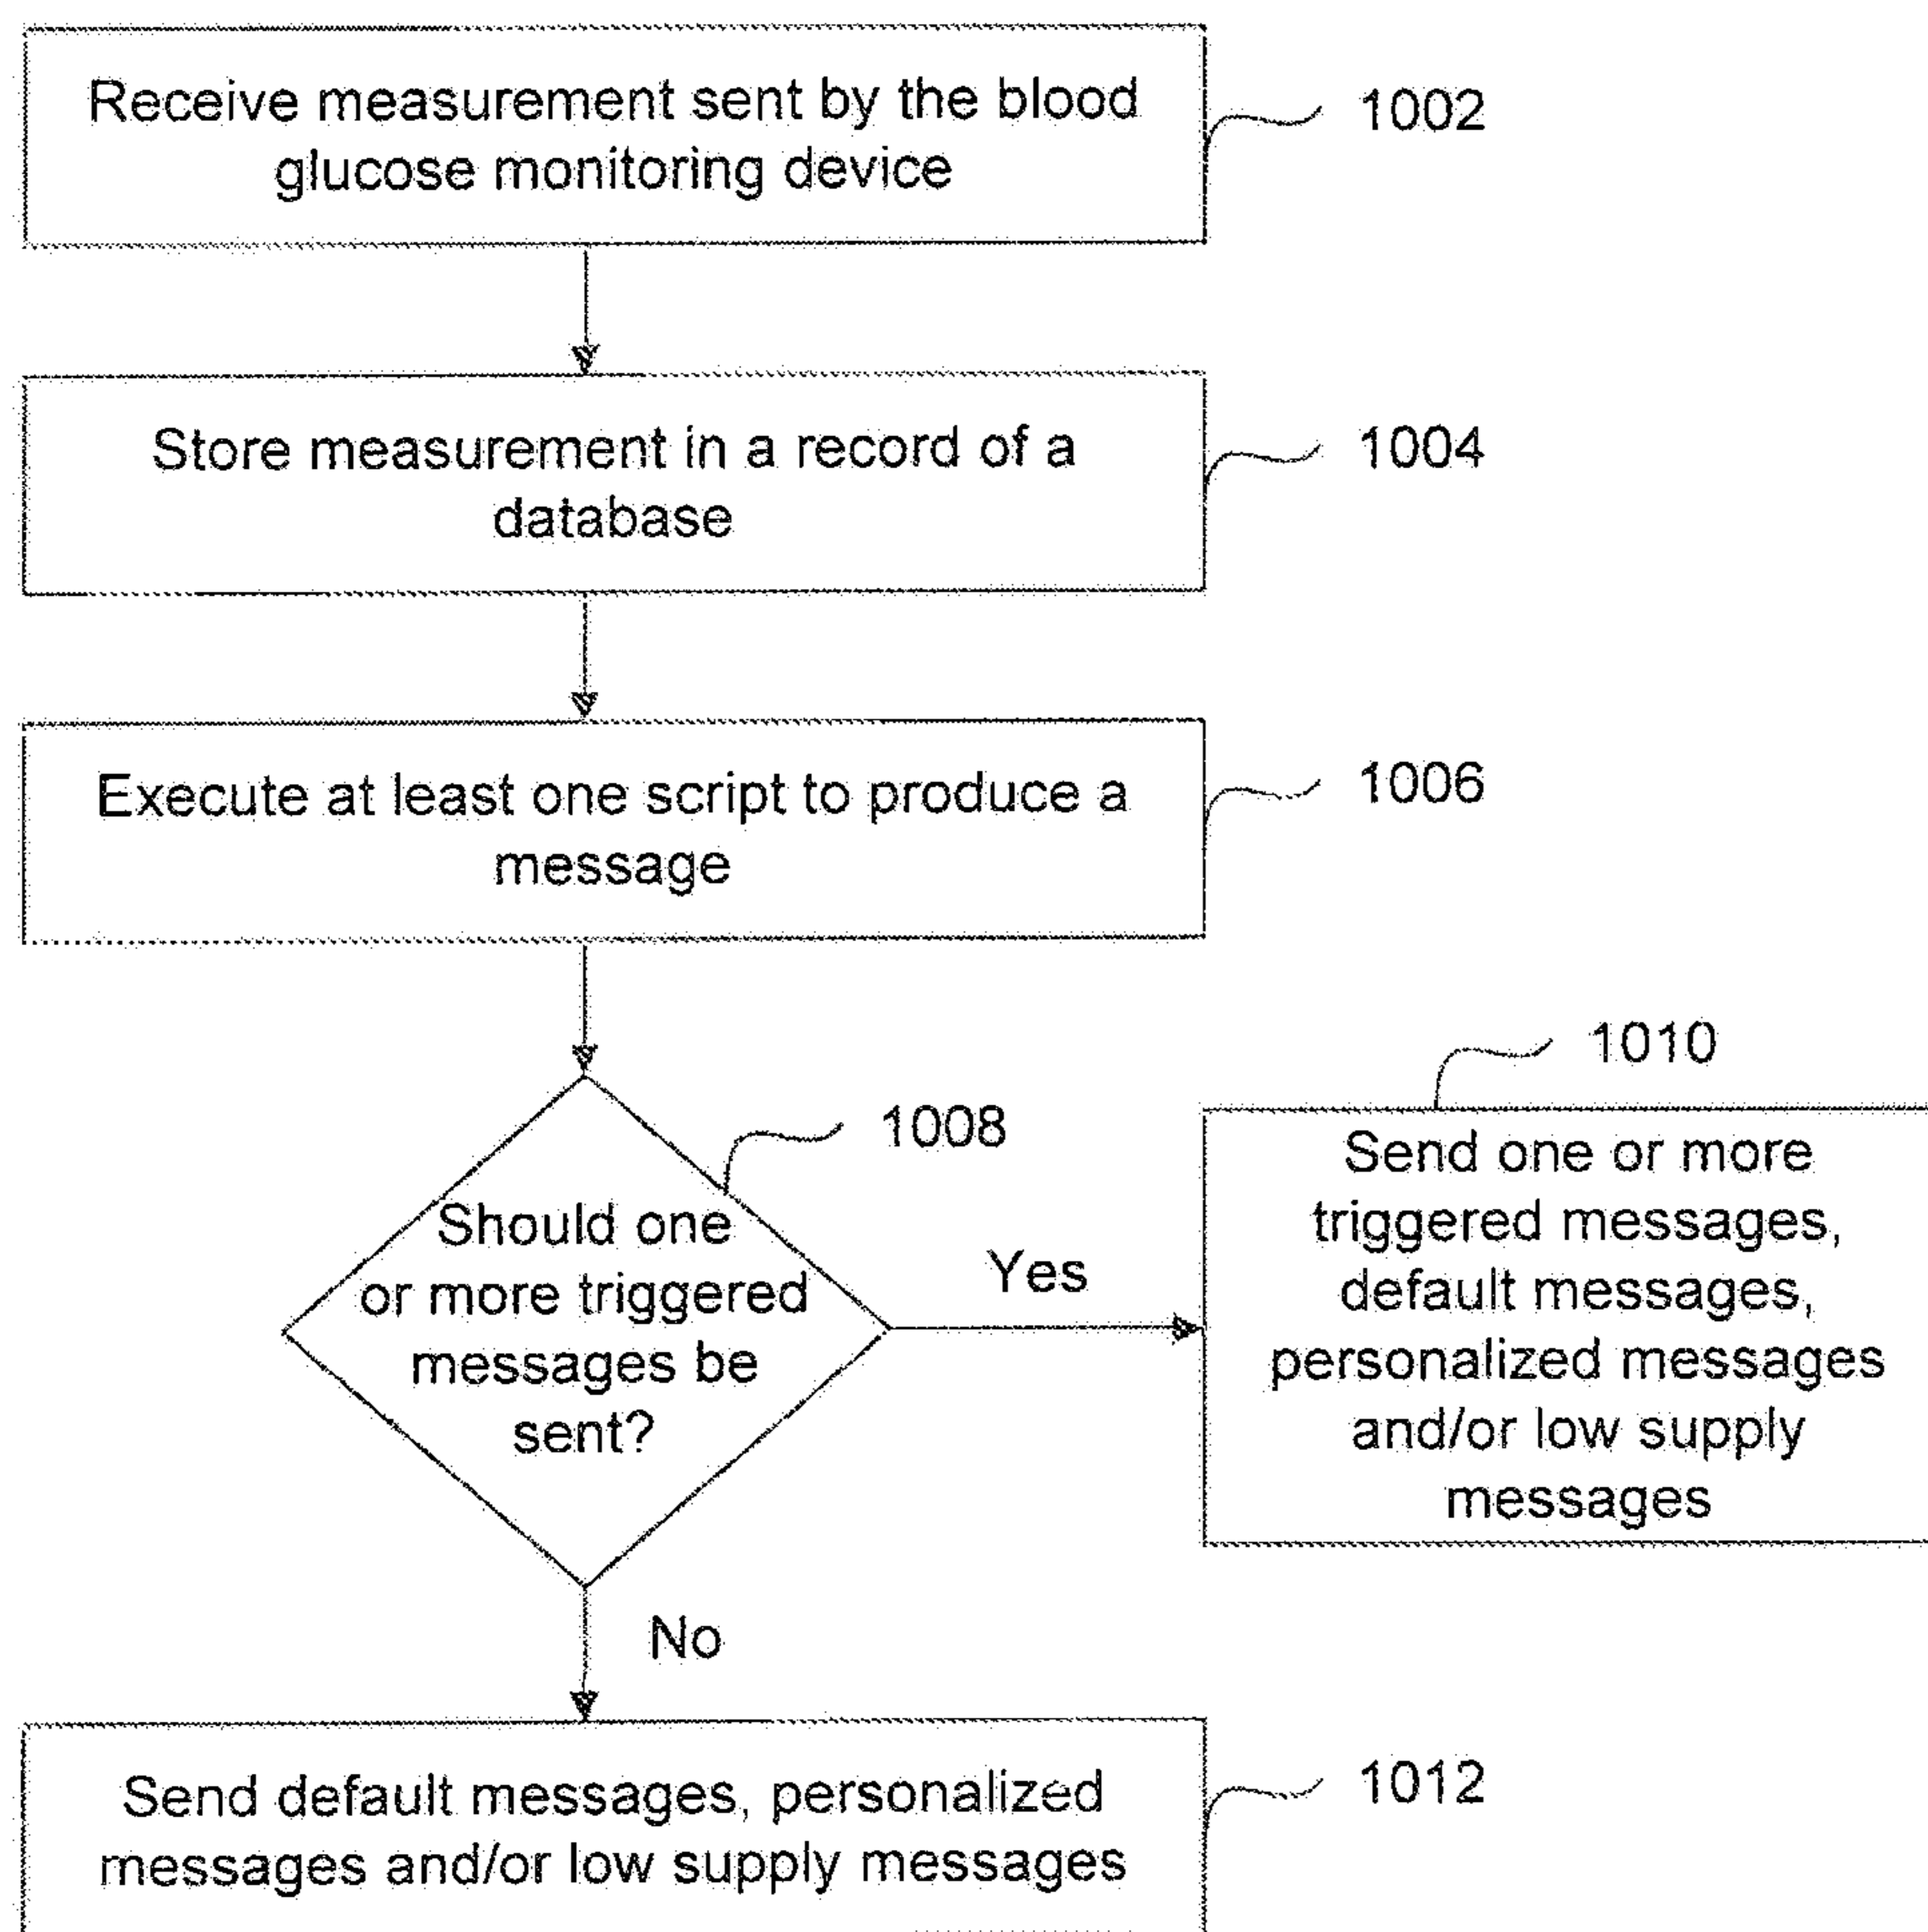 Receive measurement sent by the blood
glucose monitoring device
1002
Store measurement in a record of a
database
1004
Execute at least one script to produce a
message
1006
1008
Should one
or more triggered
messages be
sent?
Yes
1010
Send one or more
triggered messages,
default messages,
personalized messages
and/or low supply
messages
No
Send default messages, personalized
messages and/or low supply messages
1012